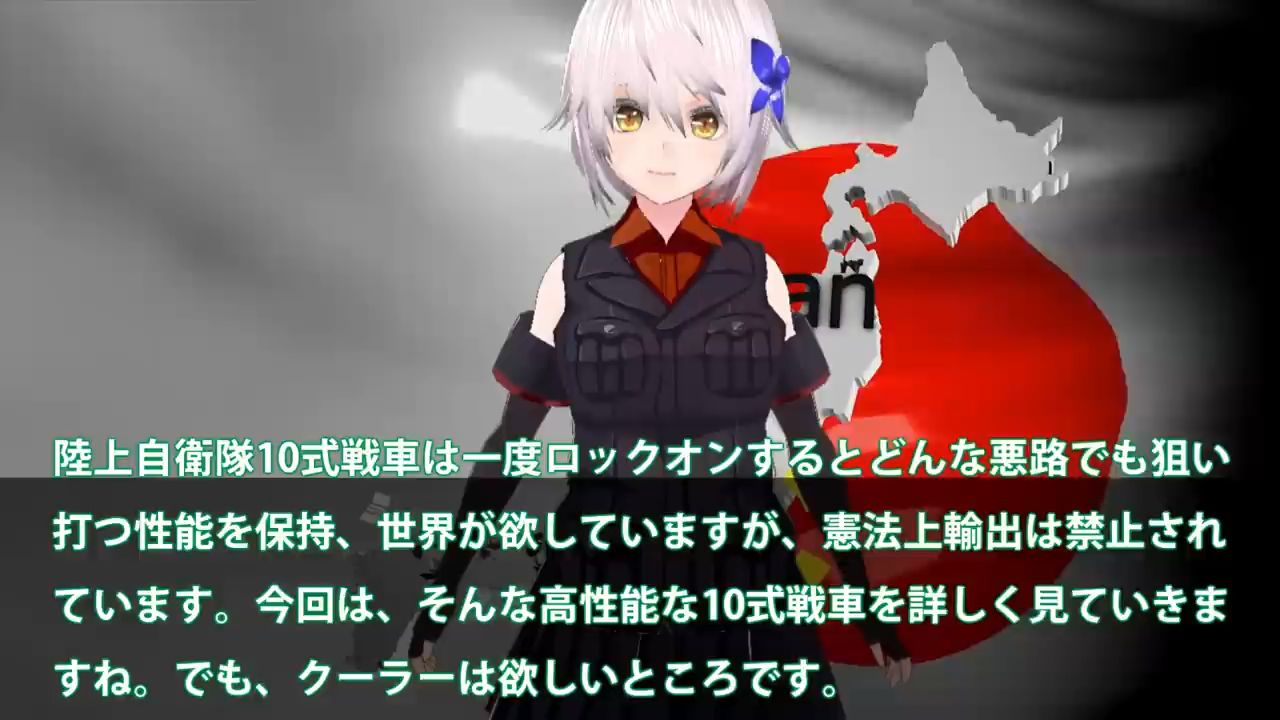 an
陸上自衛隊10式戦車は一度ロックオンするとどんな悪路でも狙い
打つ性能を保持、世界が欲していますが、憲法上輸出は禁止され
ています。今回は、そんな高性能な10式戦車を詳しく見ていきま
すね。でも、クーラーは欲しいところです。